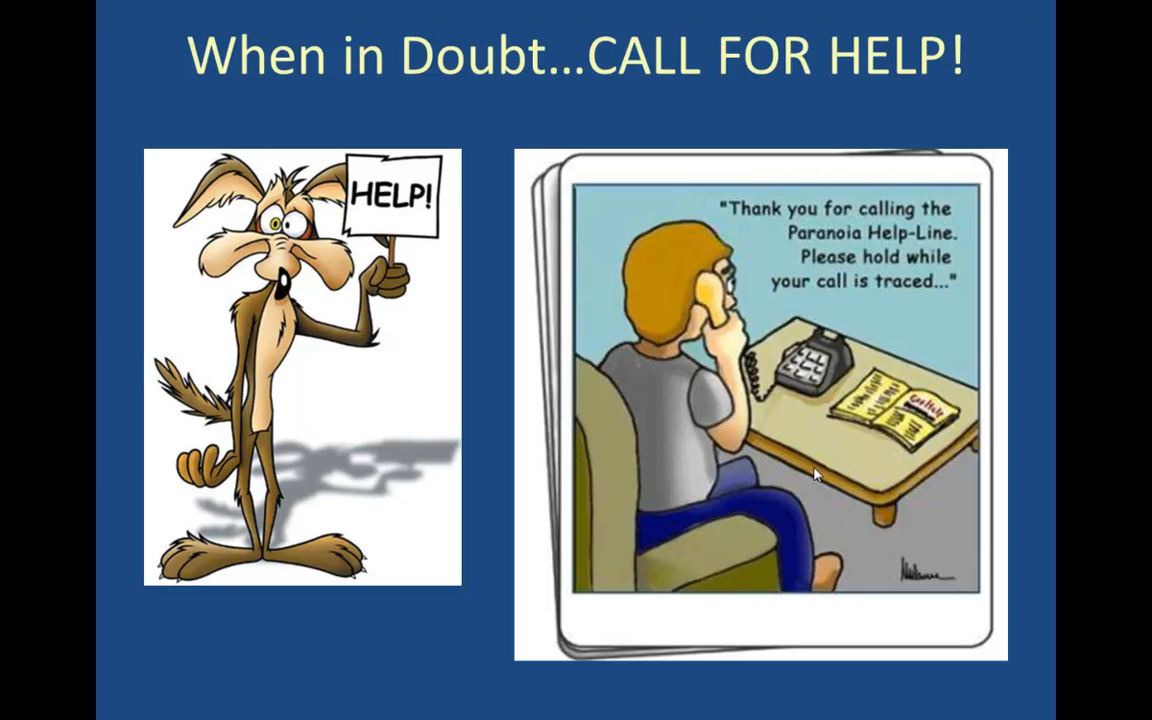 When in Doubt...CALL FOR HELP!
HELP!
"Thank you for calling the
Paranoia Help-Line.
Please hold while
your call is traced..."